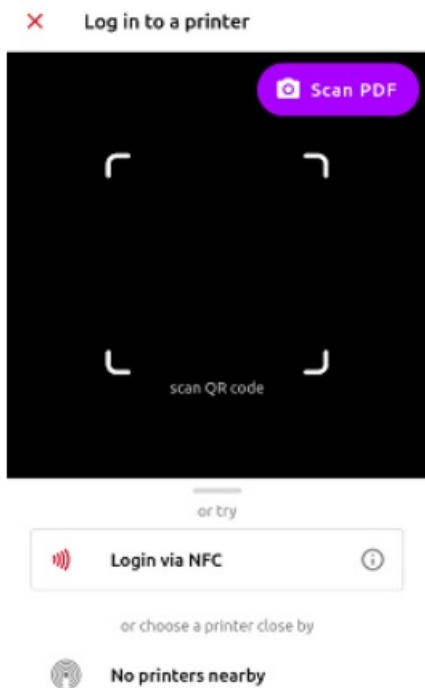 Log in to a printer
Scan PDF
scan QR code
or try
Login via NFC
or choose a printer close by
No printers nearby